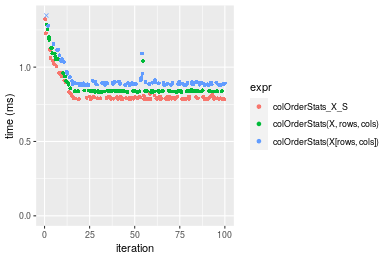 time (ms)
1.0
0.5
0.0
0
25
50
75
100
iteration
expr
colOrderStats_X_S
colOrderStats(X, rows, cols)
colOrderStats(X[rows, cols])